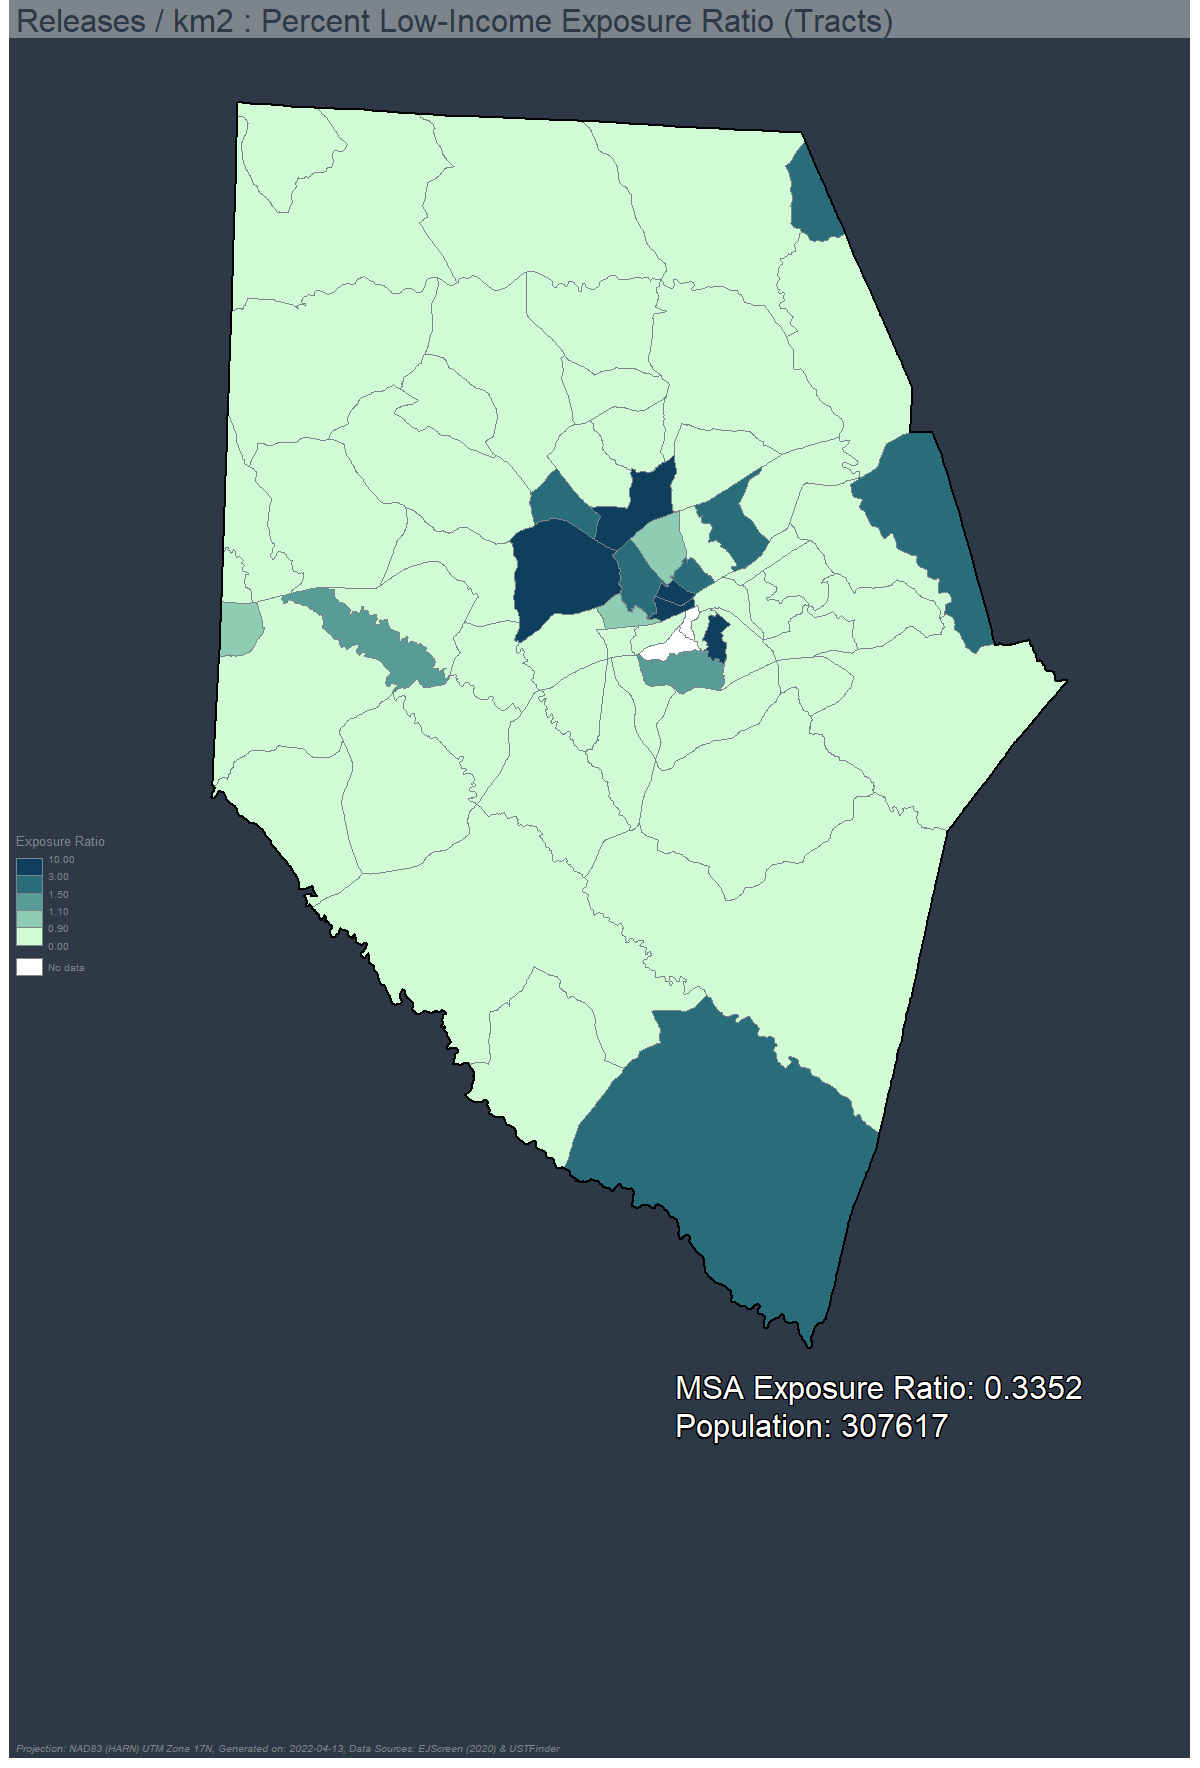 Releases / km2 : Percent Low-Income Exposure Ratio (Tracts)
Exposure Ratio
10.00
3.00
1.50
1.10
0.90
0.00
No data
MSA Exposure Ratio: 0.3352
Population: 307617
Projection: NAD83 (HARN) UTM Zone 17N, Generated on: 2022-04-13, Data Sources: EJScreen (2020) & USTFinder